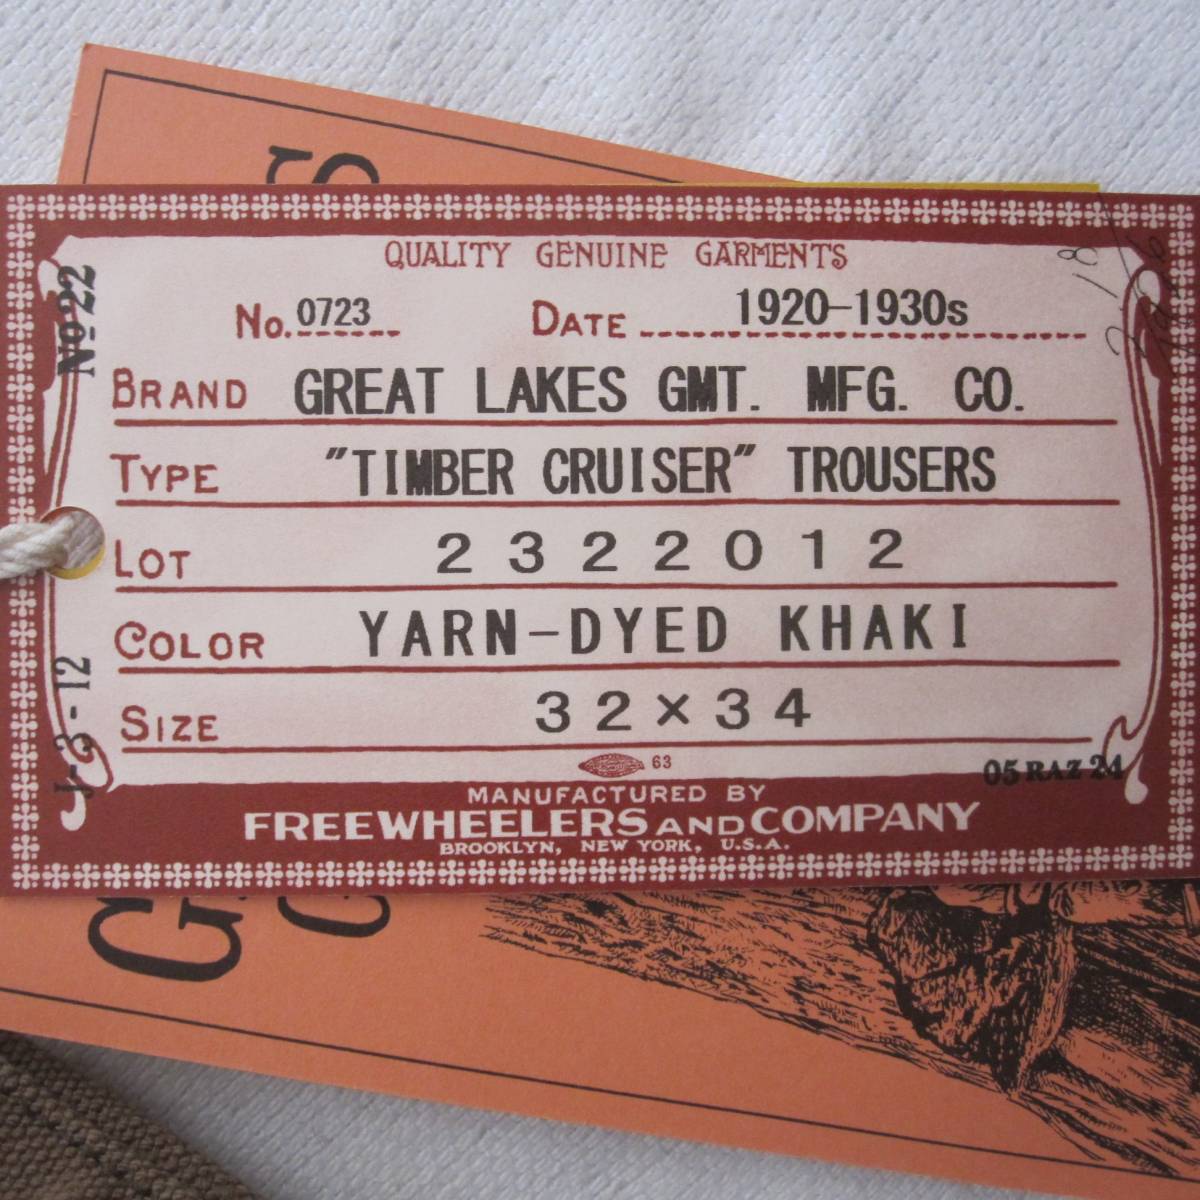 QUALITY GENUINE GARMENTS
No. 0723 DATE 1920-1930s
BRAND GREAT LAKES GMT. MFG. CO.
TYPE "TIMBER CRUISER" TROUSERS
LOT 2322012
COLOR YARN-DYED KHAKI
SIZE 32×34
63
MANUFACTURED BY
FREEWHEELERS AND COMPANY
BROOKLYN, NEW YORK, U.S.A.
No 22
J-3-12
05 RAZ 24